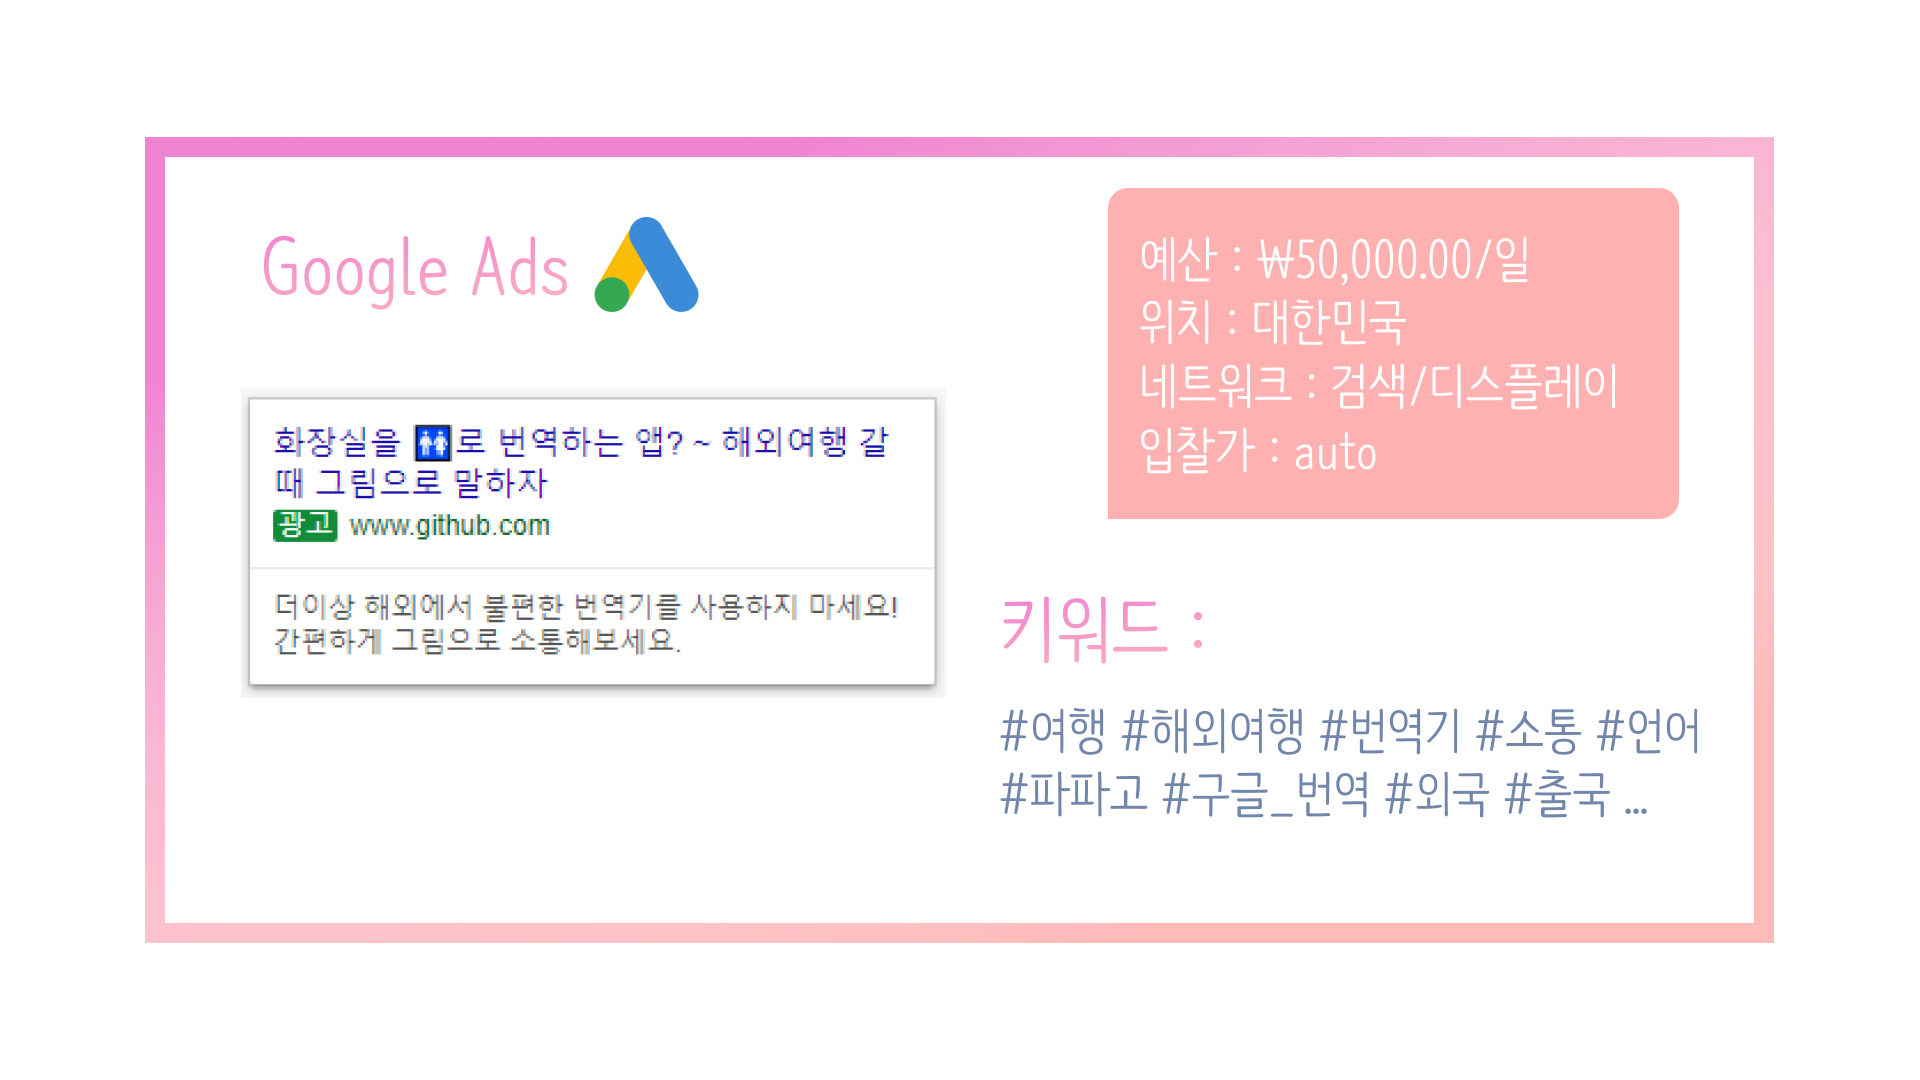 Google Ads
화장실을 🚻로 번역하는 앱? ~ 해외여행 갈
때 그림으로 말하자
광고 www.github.com
더이상 해외에서 불편한 번역기를 사용하지 마세요!
간편하게 그림으로 소통해보세요.
예산 : ₩50,000.00/일
위치 : 대한민국
네트워크 : 검색/디스플레이
입찰가 : auto
키워드 :
#여행 #해외여행 #번역기 #소통 #언어
#파파고 #구글_번역 #외국 #출국 ...